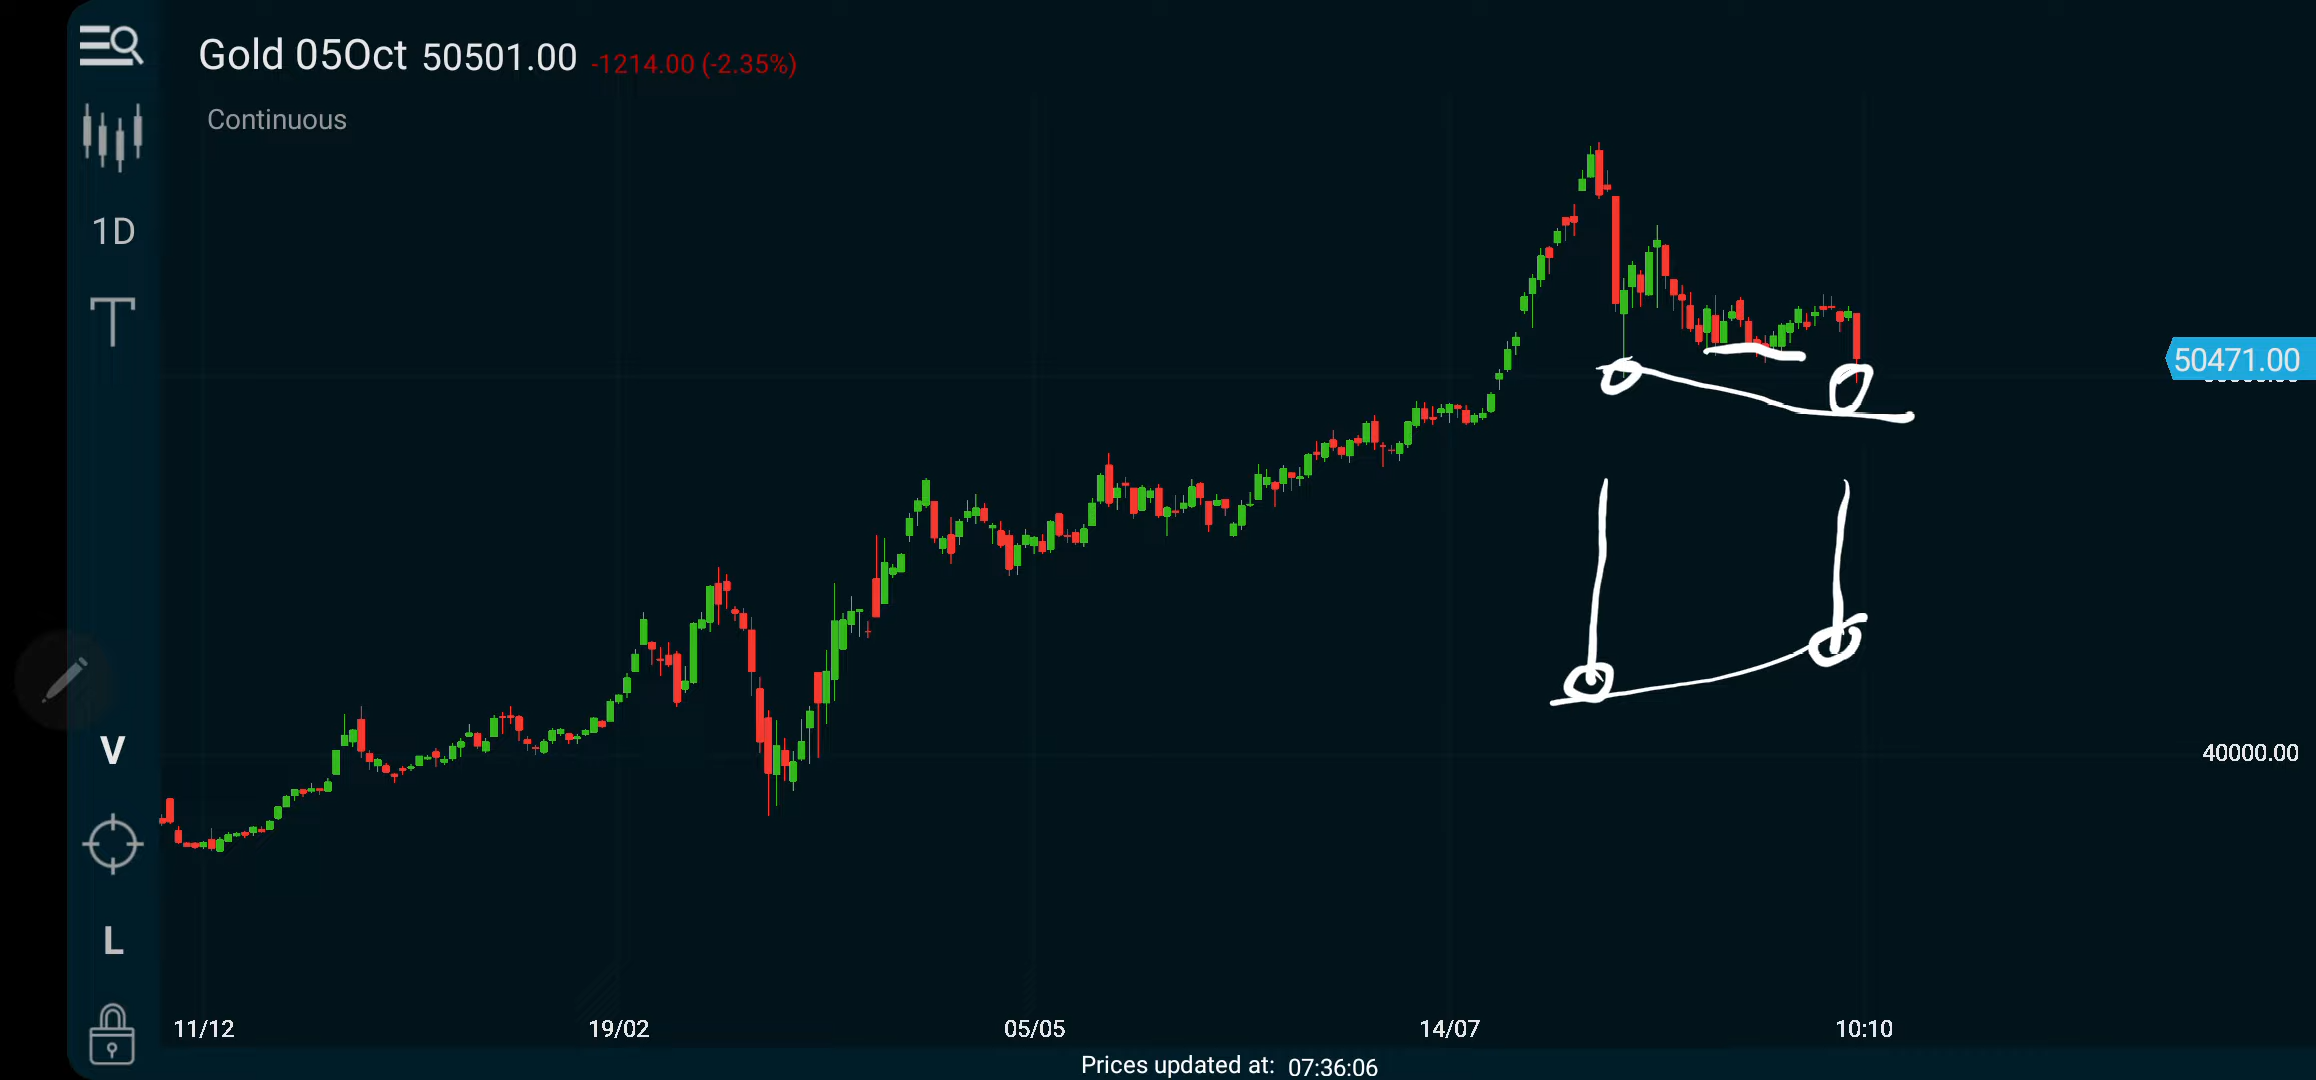 Gold 05Oct 50501.00 -1214.00 (-2.35%)
Continuous
1D
T
50471.00
V
40000.00
L
11/12 19/02 05/05 14/07 10:10
Prices updated at: 07:36:06